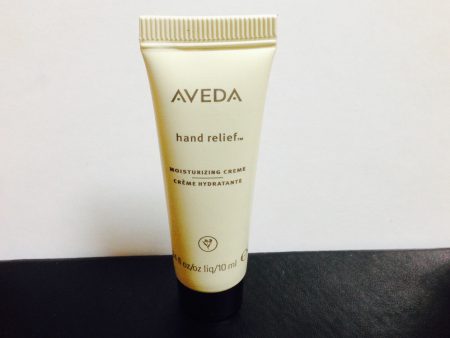 AVEDA
hand relief™
MOISTURIZING CREME
CRÈME HYDRATANTE
fl oz/oz liq/10 ml